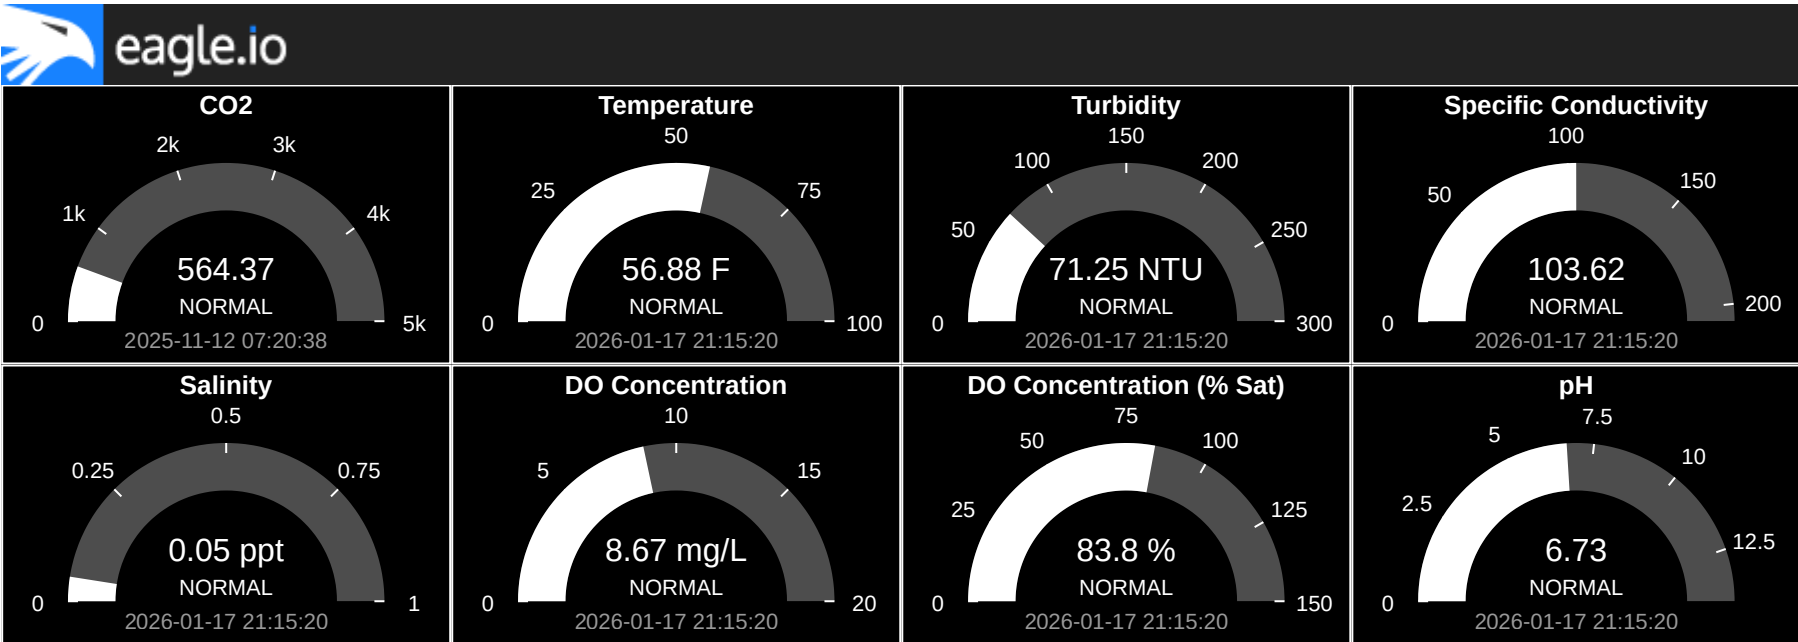 eagle.io
CO2
2k
3k
1k
4k
564.37
NORMAL
0
5k
2025-11-12 07:20:38
Temperature
50
25
75
56.88 F
NORMAL
0
100
2026-01-17 21:15:20
Turbidity
150
100
200
50
250
71.25 NTU
NORMAL
0
300
2026-01-17 21:15:20
Specific Conductivity
100
50
150
103.62
NORMAL
0
200
2026-01-17 21:15:20
Salinity
0.5
0.25
0.75
0.05 ppt
NORMAL
0
1
2026-01-17 21:15:20
DO Concentration
10
5
15
8.67 mg/L
NORMAL
0
20
2026-01-17 21:15:20
DO Concentration (% Sat)
75
50
100
25
125
83.8 %
NORMAL
0
150
2026-01-17 21:15:20
pH
7.5
5
10
2.5
12.5
6.73
NORMAL
0
2026-01-17 21:15:20